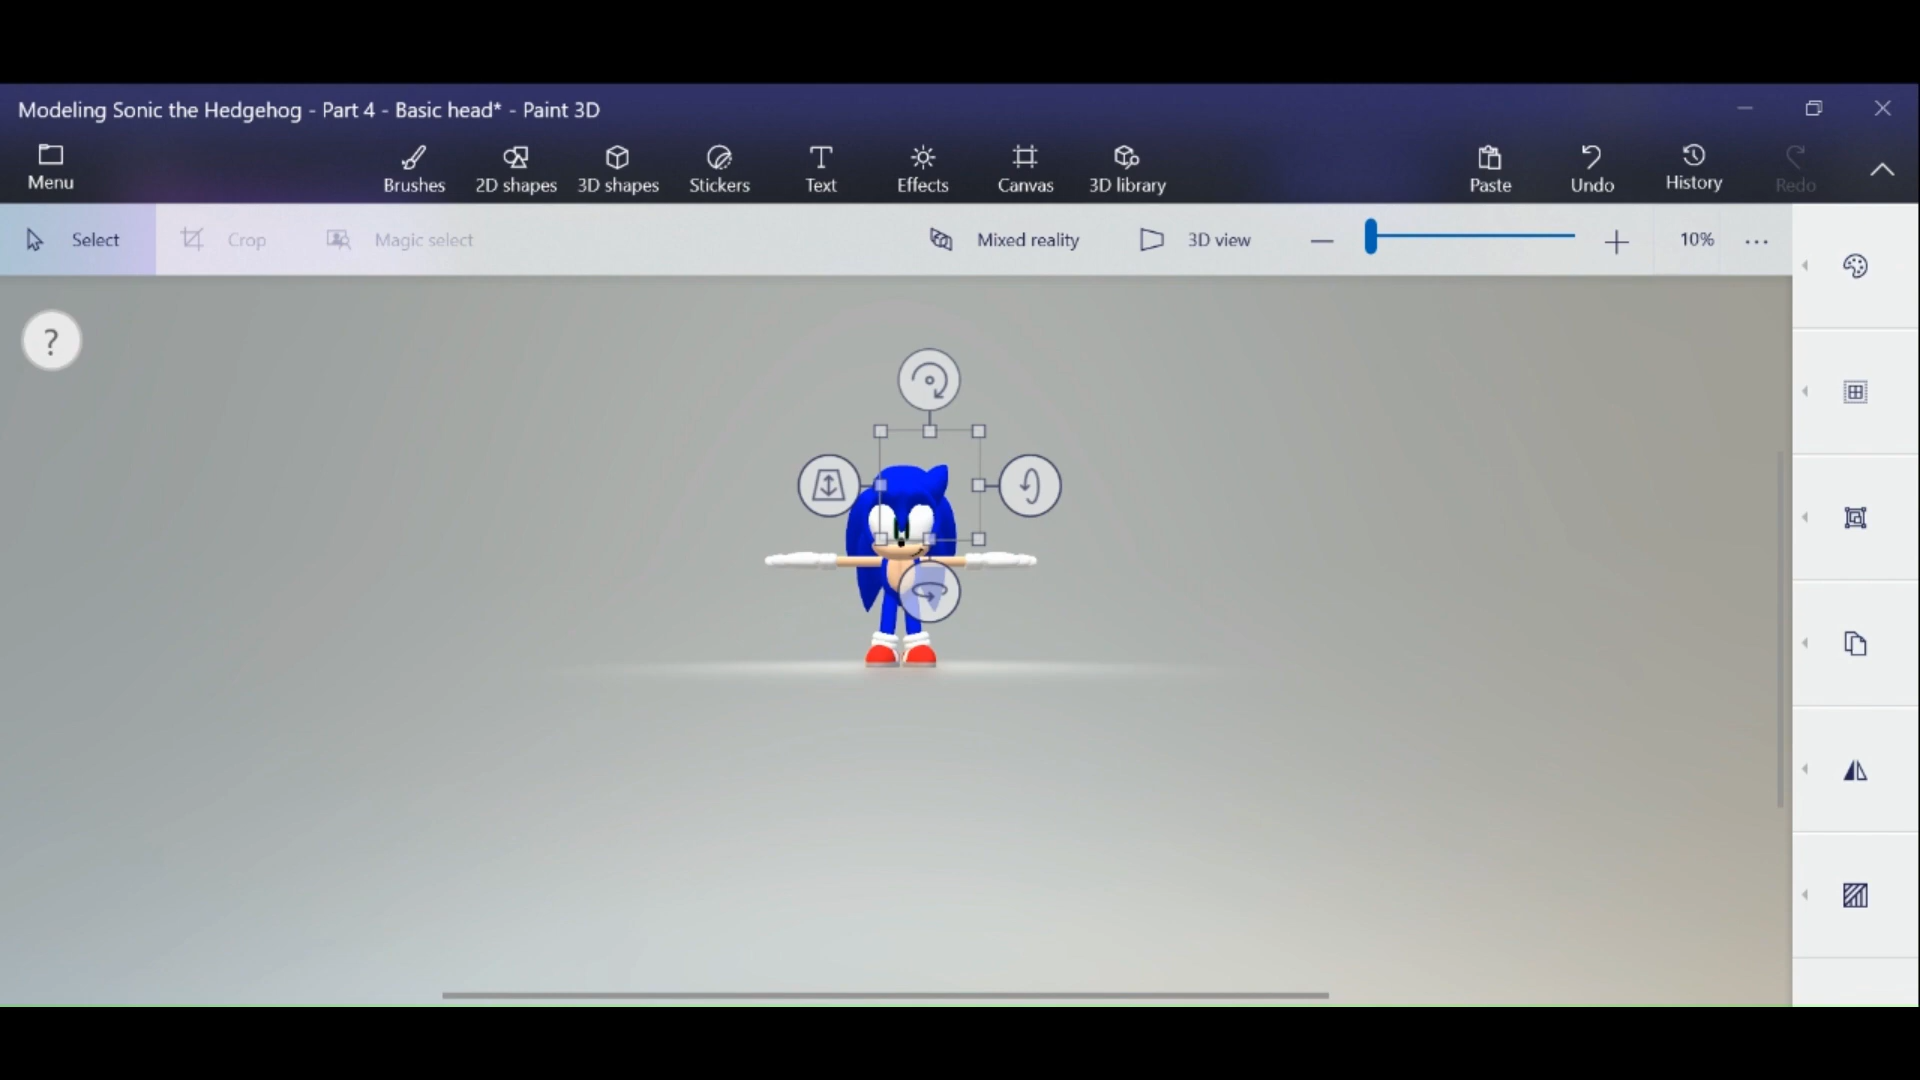 Modeling Sonic the Hedgehog - Part 4 - Basic head* - Paint 3D
Menu
Brushes
2D shapes
3D shapes
Stickers
Text
Effects
Canvas
3D library
Paste
Undo
History
Redo
Select
Crop
Magic select
Mixed reality
3D view
10%
?